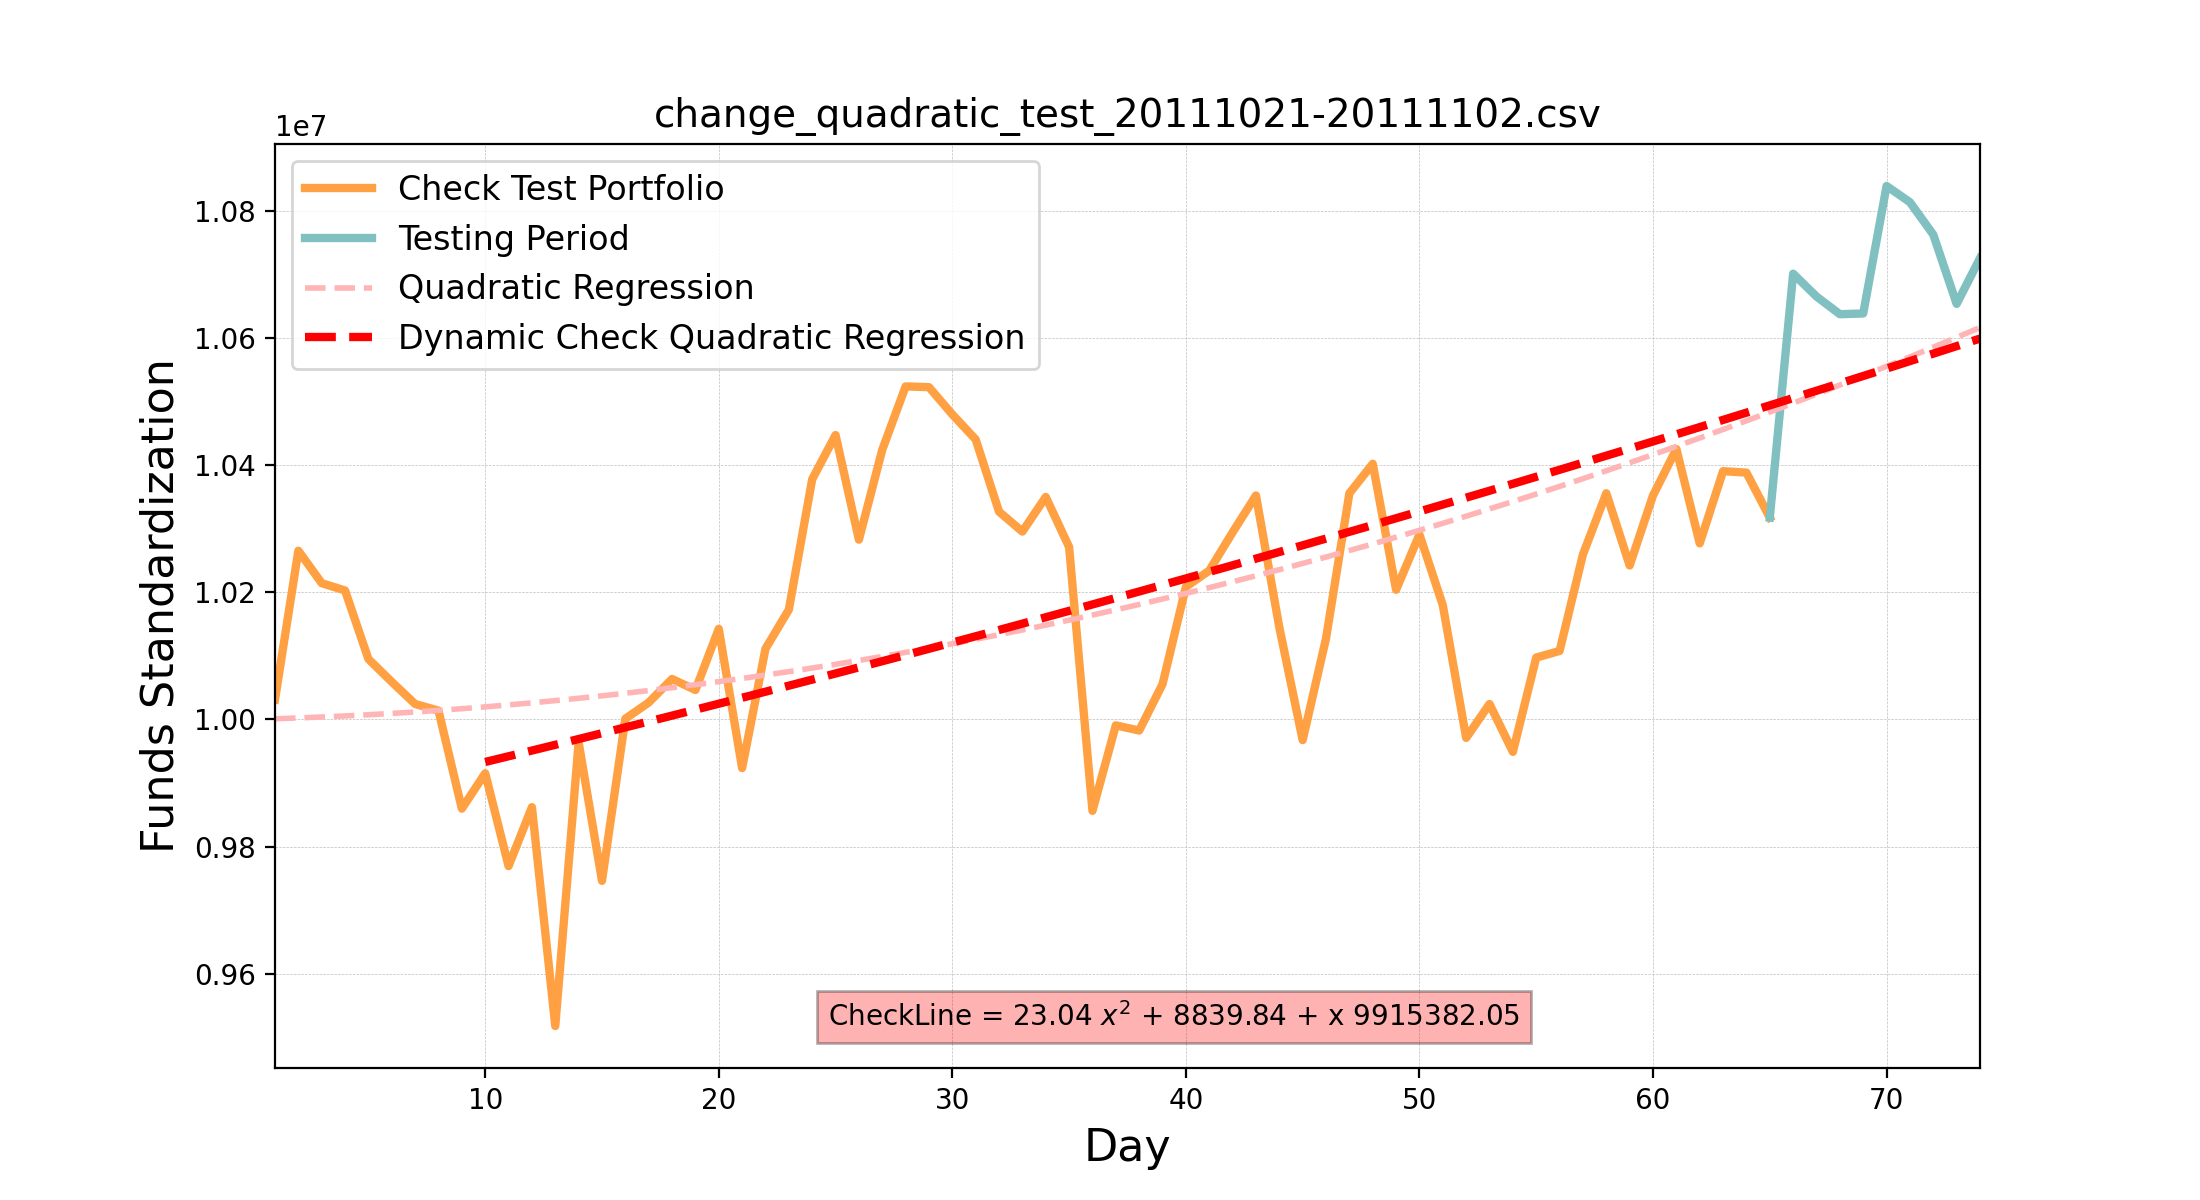 change_quadratic_test_20111021-20111102.csv
1e7
Check Test Portfolio
Testing Period
Quadratic Regression
Dynamic Check Quadratic Regression
1.08
1.06
1.04
1.02
1.00
0.98
0.96
Funds Standardization
CheckLine = 23.04 x² + 8839.84 + x 9915382.05
10 20 30 40 50 60 70
Day